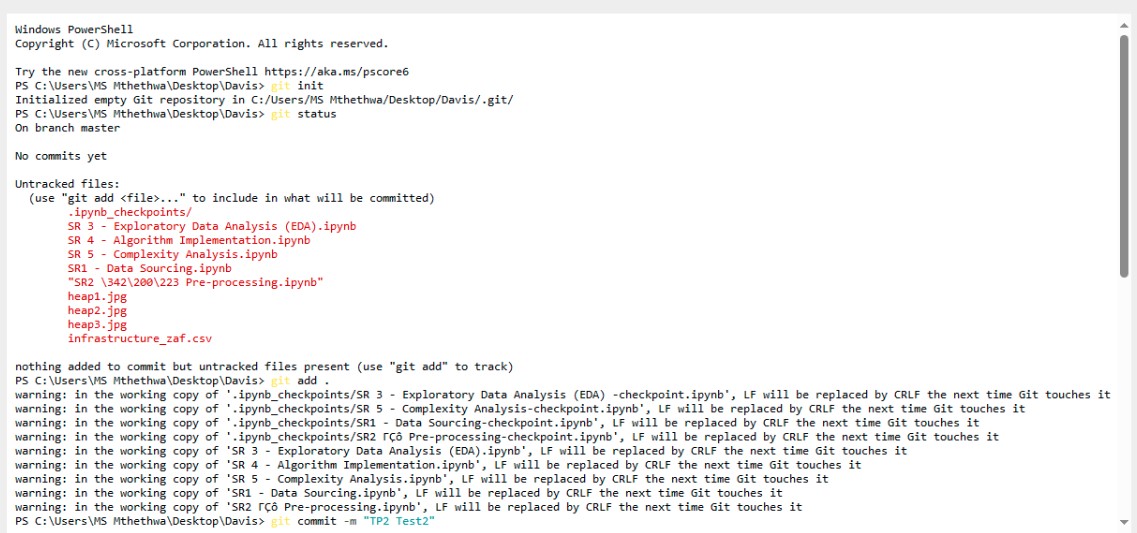 Windows PowerShell
Copyright (C) Microsoft Corporation. All rights reserved.
Try the new cross-platform PowerShell https://aka.ms/pscore6
PS C:\Users\MS Mthethwa\Desktop\Davis> git init
Initialized empty Git repository in C:/Users/MS Mthethwa/Desktop/Davis/.git/
PS C:\Users\MS Mthethwa\Desktop\Davis> git status
On branch master
No commits yet
Untracked files:
(use "git add <file>..." to include in what will be committed)
.ipynb_checkpoints/
SR 3 - Exploratory Data Analysis (EDA).ipynb
SR 4 - Algorithm Implementation.ipynb
SR 5 - Complexity Analysis.ipynb
SR1 - Data Sourcing.ipynb
"SR2 \342\200\223 Pre-processing.ipynb"
heap1.jpg
heap2.jpg
heap3.jpg
infrastructure_zaf.csv
nothing added to commit but untracked files present (use "git add" to track)
PS C:\Users\MS Mthethwa\Desktop\Davis> git add .
warning: in the working copy of '.ipynb_checkpoints/SR 3 - Exploratory Data Analysis (EDA) -checkpoint.ipynb', LF will be replaced by CRLF the next time Git touches it
warning: in the working copy of '.ipynb_checkpoints/SR 5 - Complexity Analysis-checkpoint.ipynb', LF will be replaced by CRLF the next time Git touches it
warning: in the working copy of '.ipynb_checkpoints/SR1 - Data Sourcing-checkpoint.ipynb', LF will be replaced by CRLF the next time Git touches it
warning: in the working copy of '.ipynb_checkpoints/SR2 ΓÇô Pre-processing-checkpoint.ipynb', LF will be replaced by CRLF the next time Git touches it
warning: in the working copy of 'SR 3 - Exploratory Data Analysis (EDA).ipynb', LF will be replaced by CRLF the next time Git touches it
warning: in the working copy of 'SR 4 - Algorithm Implementation.ipynb', LF will be replaced by CRLF the next time Git touches it
warning: in the working copy of 'SR 5 - Complexity Analysis.ipynb', LF will be replaced by CRLF the next time Git touches it
warning: in the working copy of 'SR1 - Data Sourcing.ipynb', LF will be replaced by CRLF the next time Git touches it
warning: in the working copy of 'SR2 ΓÇô Pre-processing.ipynb', LF will be replaced by CRLF the next time Git touches it
PS C:\Users\MS Mthethwa\Desktop\Davis> git commit -m "TP2 Test2"